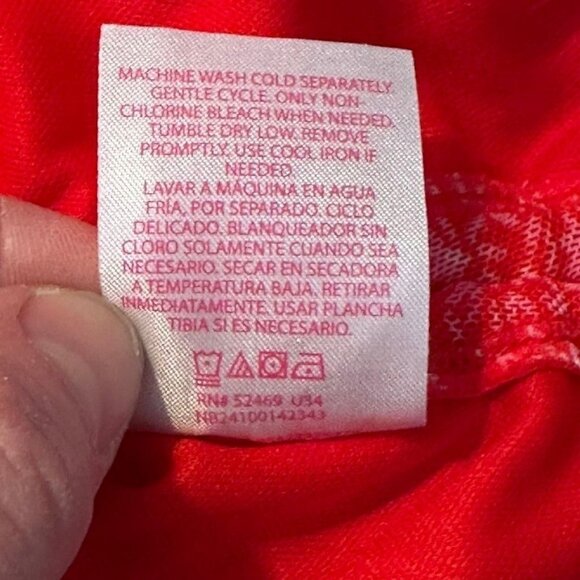 MACHINE WASH COLD SEPARATELY
GENTLE CYCLE. ONLY NON-
CHLORINE BLEACH WHEN NEEDED.
TUMBLE DRY LOW. REMOVE
PROMPTLY. USE COOL IRON IF
NEEDED.
LAVAR A MÁQUINA EN AGUA
FRÍA, POR SEPARADO. CICLO
DELICADO. BLANQUEADOR SIN
CLORO SOLAMENTE CUANDO SEA
NECESARIO. SECAR EN SECADORA
A TEMPERATURA BAJA. RETIRAR
INMEDIATAMENTE. USAR PLANCHA
TIBIA SI ES NECESARIO.
RN# 52469 U34
NB24100142343